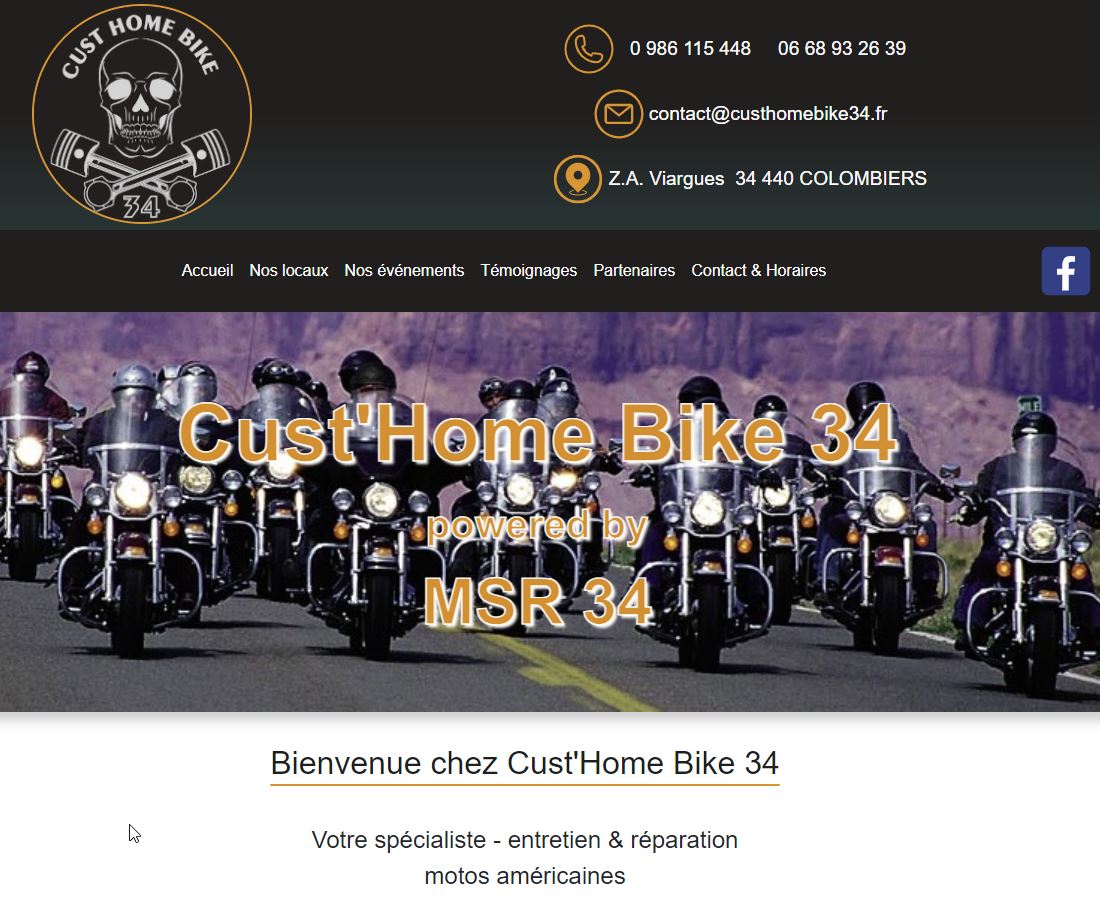 CUST HOME BIKE
34
0 986 115 448 06 68 93 26 39
contact@custhomebike34.fr
Z.A. Viargues 34 440 COLOMBIERS
Accueil Nos locaux Nos événements Témoignages Partenaires Contact & Horaires
f
Cust'Home Bike 34
powered by
MSR 34
Bienvenue chez Cust'Home Bike 34
Votre spécialiste - entretien & réparation
motos américaines